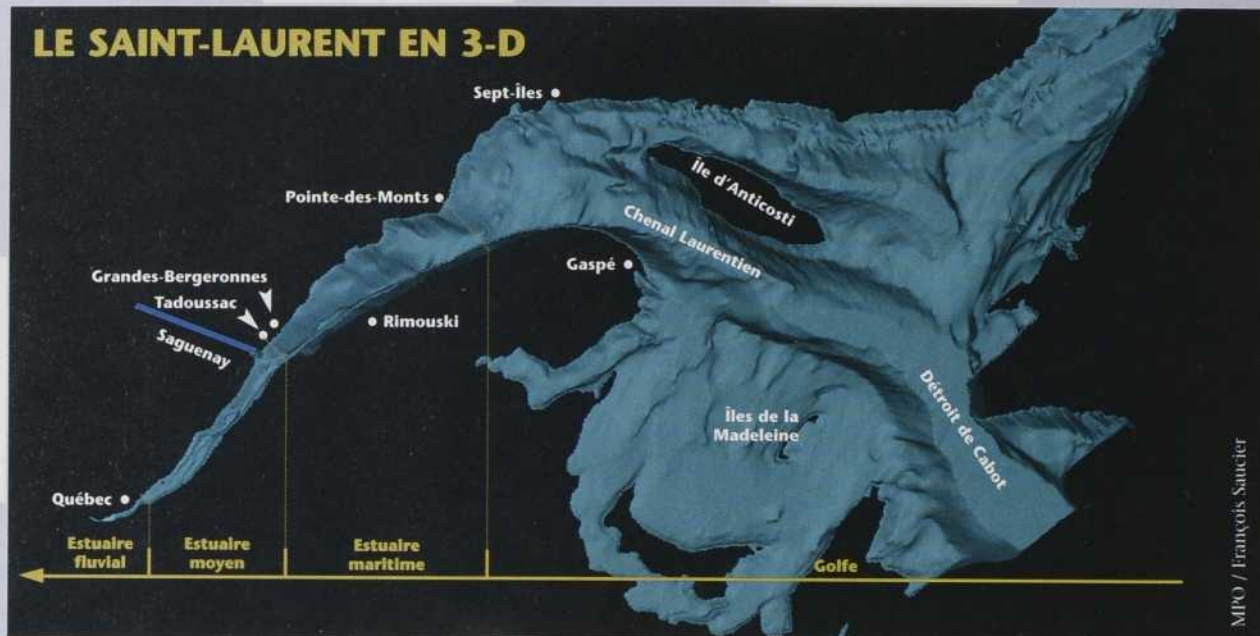 LE SAINT-LAURENT EN 3-D
Sept-Îles
Île d'Anticosti
Pointe-des-Monts
Chenal Laurentien
Gaspé
Grandes-Bergeronnes
Tadoussac
Saguenay
Rimouski
Détroit de Cabot
Îles de la
Madeleine
Québec
Estuaire
fluvial
Estuaire
moyen
Estuaire
maritime
Golfe
MPO / François Saucier